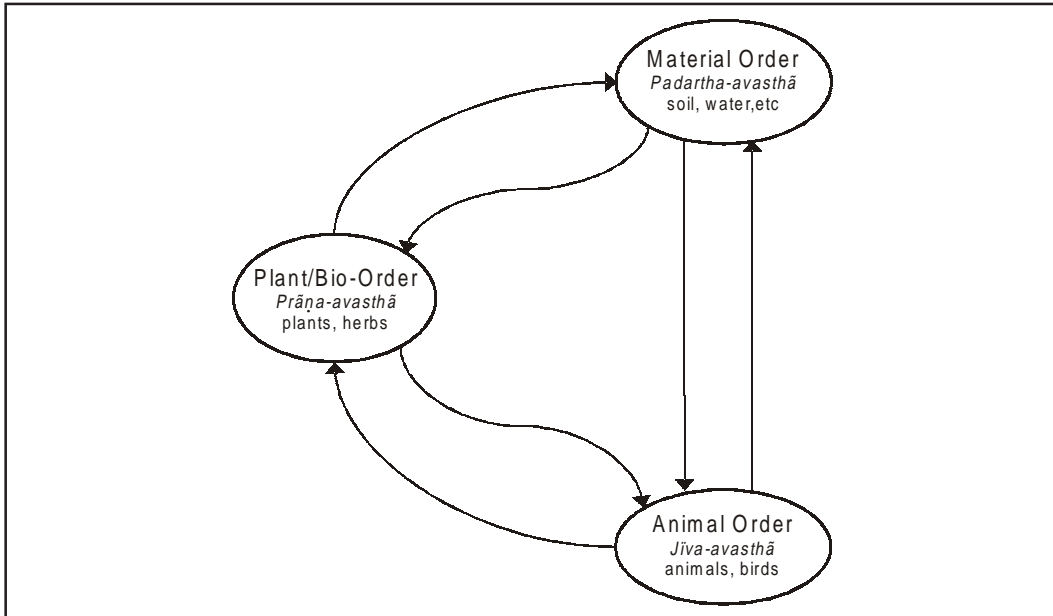 Material Order
Padartha-avasthã
soil, water,etc
Plant/Bio-Order
Prãṇa-avasthã
plants, herbs
Animal Order
Jïva-avasthã
animals, birds